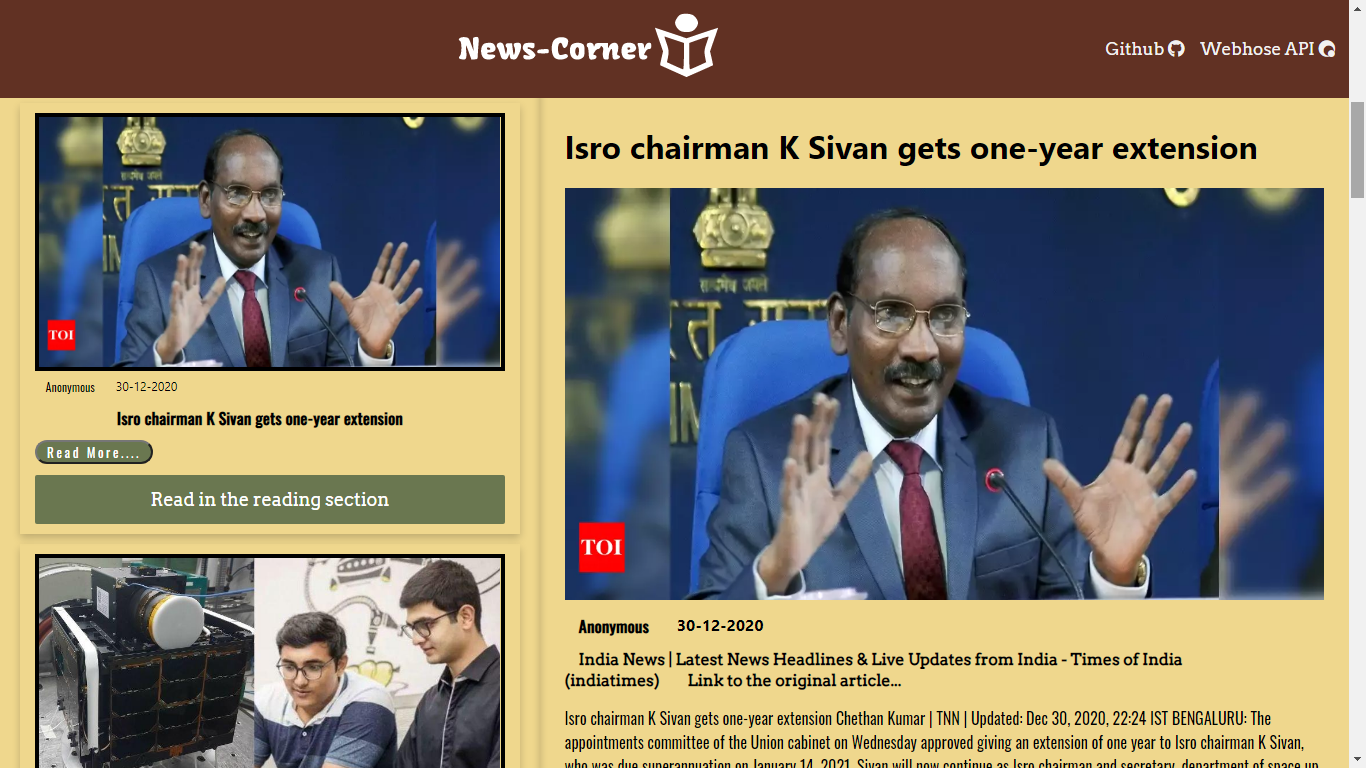 News-Corner
Github
Webhose API
TOI
Anonymous 30-12-2020
Isro chairman K Sivan gets one-year extension
Read More....
Read in the reading section
Isro chairman K Sivan gets one-year extension
सत्यमेव जयते
TOI
Anonymous 30-12-2020
India News | Latest News Headlines & Live Updates from India - Times of India
(indiatimes) Link to the original article...
Isro chairman K Sivan gets one-year extension Chethan Kumar | TNN | Updated: Dec 30, 2020, 22:24 IST BENGALURU: The
appointments committee of the Union cabinet on Wednesday approved giving an extension of one year to Isro chairman K Sivan,
who was due superannuation on January 14, 2021. Sivan will now continue as Isro chairman and secretary, department of space up